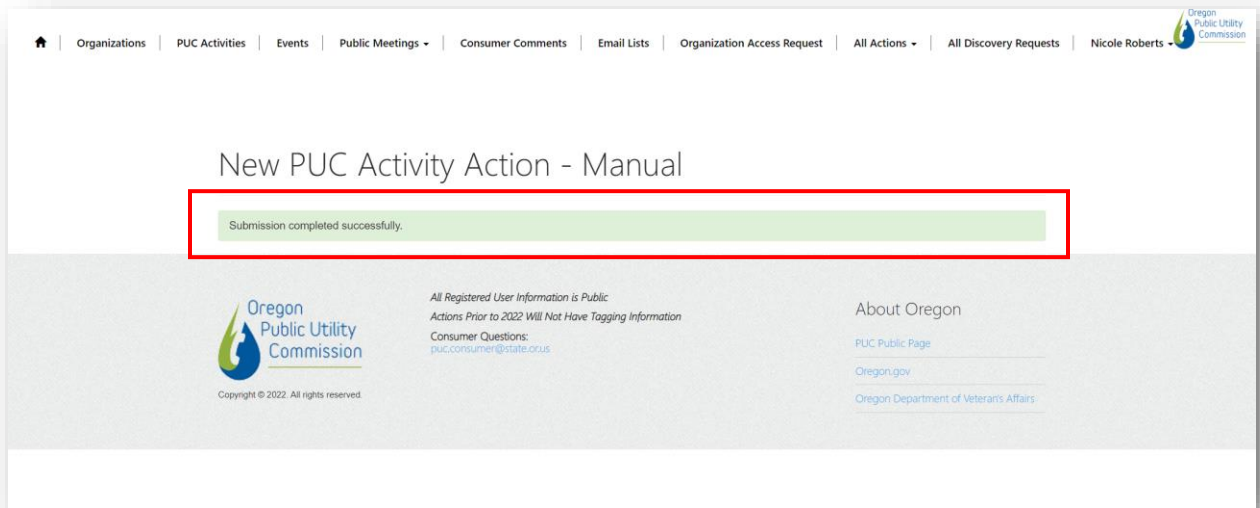 Organizations | PUC Activities | Events | Public Meetings | Consumer Comments | Email Lists | Organization Access Request | All Actions | All Discovery Requests | Nicole Roberts
Oregon
Public Utility
Commission
New PUC Activity Action - Manual
Submission completed successfully.
Oregon
Public Utility
Commission
Copyright © 2022. All rights reserved.
All Registered User Information is Public
Actions Prior to 2022 Will Not Have Tagging Information
Consumer Questions:
puc.consumer@state.or.us
About Oregon
PUC Public Page
Oregon.gov
Oregon Department of Veteran's Affairs